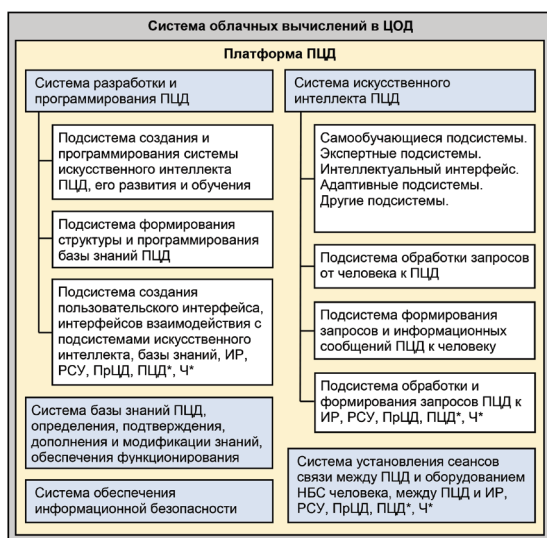 Система облачных вычислений в ЦОД
Платформа ПЦД
Система разработки и
программирования ПЦД
Подсистема создания и
программирования системы
искусственного интеллекта
ПЦД, его развития и обучения
Подсистема формирования
структуры и программирования
базы знаний ПЦД
Подсистема создания
пользовательского интерфейса,
интерфейсов взаимодействия с
подсистемами искусственного
интеллекта, базы знаний, ИР,
РСУ, ПрЦД, ПЦД*, Ч*
Система базы знаний ПЦД,
определения, подтверждения,
дополнения и модификации знаний,
обеспечения функционирования
Система обеспечения
информационной безопасности
Система искусственного
интеллекта ПЦД
Самообучающиеся подсистемы.
Экспертные подсистемы.
Интеллектуальный интерфейс.
Адаптивные подсистемы.
Другие подсистемы.
Подсистема обработки запросов
от человека к ПЦД
Подсистема формирования
запросов и информационных
сообщений ПЦД к человеку
Подсистема обработки и
формирования запросов ПЦД к
ИР, РСУ, ПрЦД, ПЦД*, Ч*
Система установления сеансов
связи между ПЦД и оборудованием
НБС человека, между ПЦД и ИР,
РСУ, ПрЦД, ПЦД*, Ч*